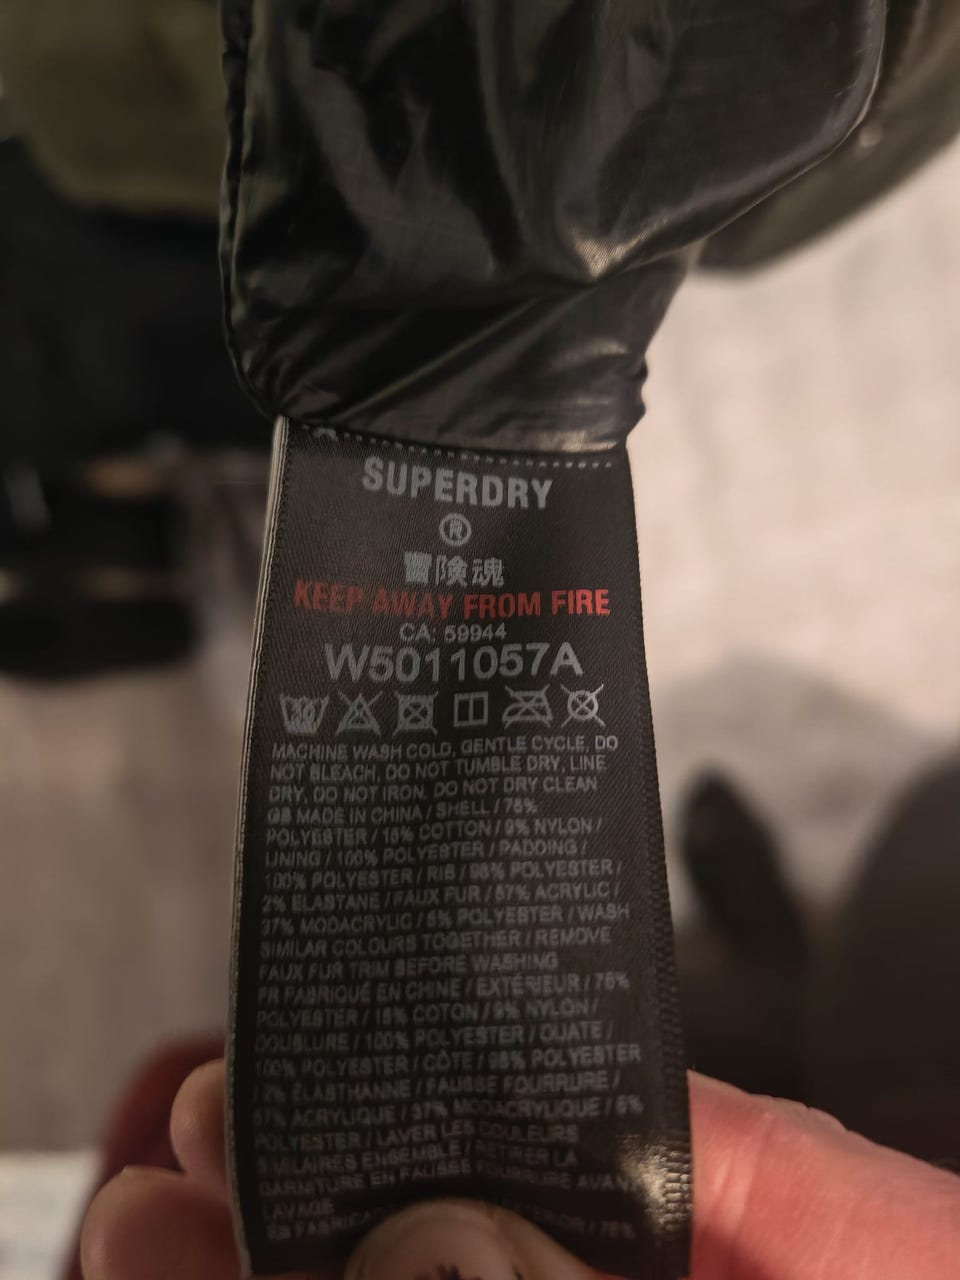 SUPERDRY
®
冒険魂
KEEP AWAY FROM FIRE
CA: 59944
W5011057A
30
MACHINE WASH COLD, GENTLE CYCLE, DO
NOT BLEACH, DO NOT TUMBLE DRY, LINE
DRY, DO NOT IRON, DO NOT DRY CLEAN
GB MADE IN CHINA / SHELL / 76%
POLYESTER / 15% COTTON / 9% NYLON /
LINING / 100% POLYESTER / PADDING /
100% POLYESTER / RIB / 98% POLYESTER /
2% ELASTANE / FAUX FUR / 57% ACRYLIC /
37% MODACRYLIC / 6% POLYESTER / WASH
SIMILAR COLOURS TOGETHER / REMOVE
FAUX FUR TRIM BEFORE WASHING
FR FABRIQUÉ EN CHINE / EXTÉRIEUR / 76%
POLYESTER / 15% COTON / 9% NYLON /
DOUBLURE / 100% POLYESTER / OUATE /
100% POLYESTER / CÔTE / 98% POLYESTER
/ 2% ÉLASTHANNE / FAUSSE FOURRURE /
57% ACRYLIQUE / 37% MODACRYLIQUE / 6%
POLYESTER / LAVER LES COULEURS
SIMILAIRES ENSEMBLE / RETIRER LA
GARNITURE EN FAUSSE FOURRURE AVANT
LAVAGE
ES FABRICADO / 76%